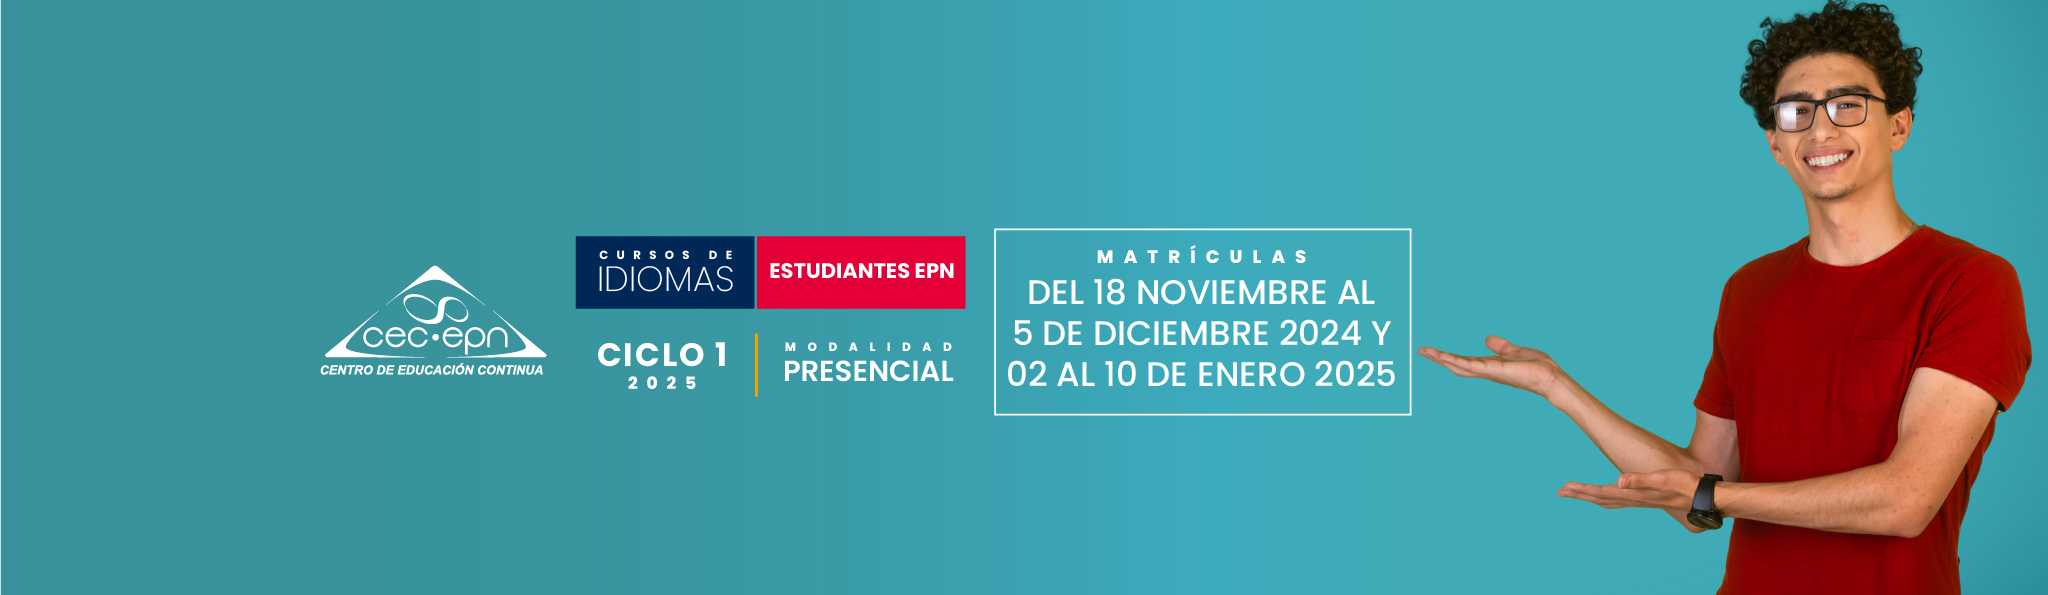 cec·epn
CENTRO DE EDUCACIÓN CONTINUA
CURSOS DE
IDIOMAS
ESTUDIANTES EPN
CICLO 1
2025
MODALIDAD
PRESENCIAL
MATRÍCULAS
DEL 18 NOVIEMBRE AL
5 DE DICIEMBRE 2024 Y
02 AL 10 DE ENERO 2025